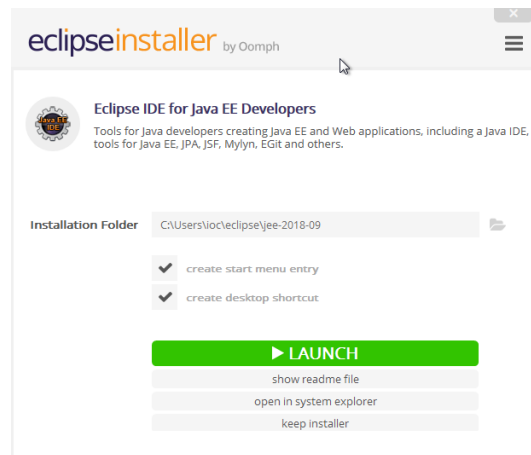 eclipseinstaller by Oomph
Eclipse IDE for Java EE Developers
Java EE
IDE
Tools for Java developers creating Java EE and Web applications, including a Java IDE,
tools for Java EE, JPA, JSF, Mylyn, EGit and others.
Installation Folder C:\Users\ioc\eclipse\jee-2018-09
create start menu entry
create desktop shortcut
LAUNCH
show readme file
open in system explorer
keep installer